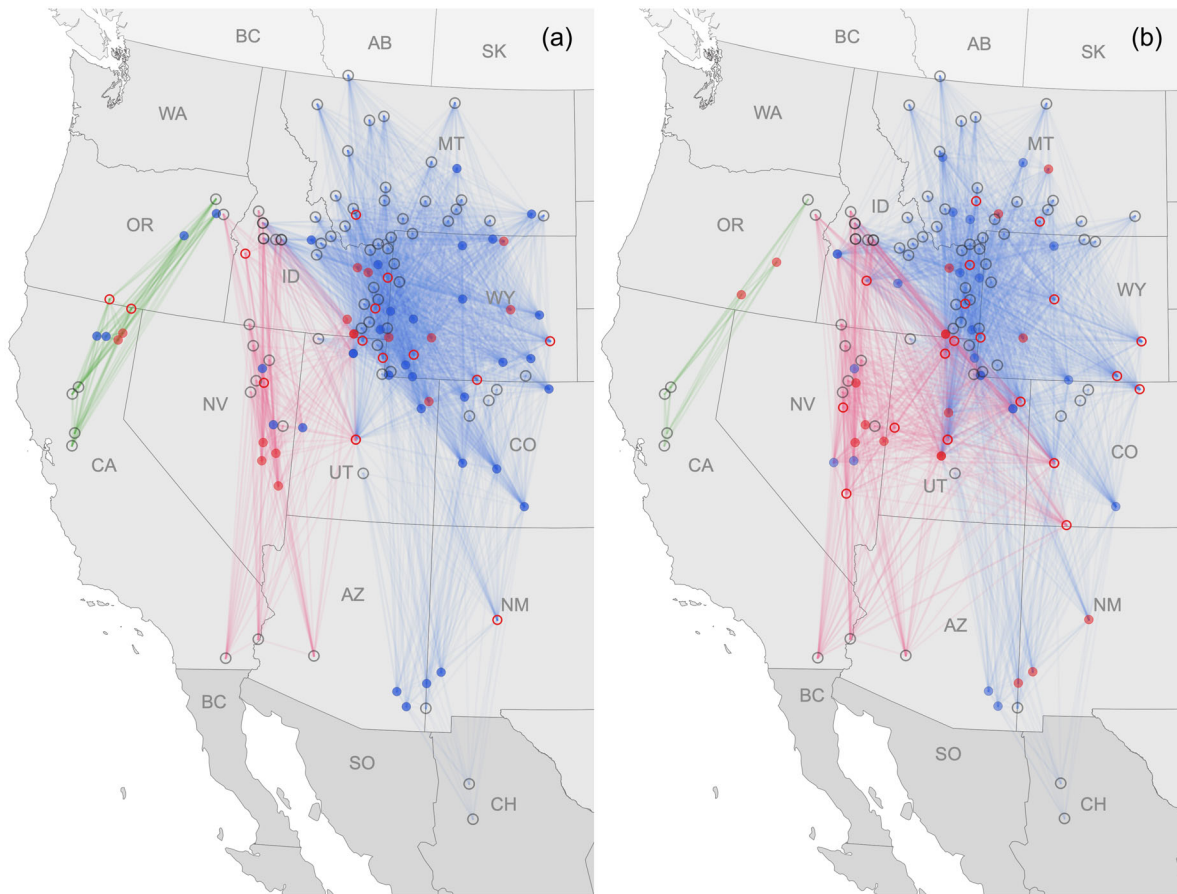 BC
AB
(a)
SK
WA
MT
OR
ID
WY
NV
CO
CA
UT
AZ
NM
BC
SO
CH
BC
AB
(b)
SK
WA
MT
ID
OR
WY
NV
CO
CA
UT
NM
AZ
BC
SO
CH